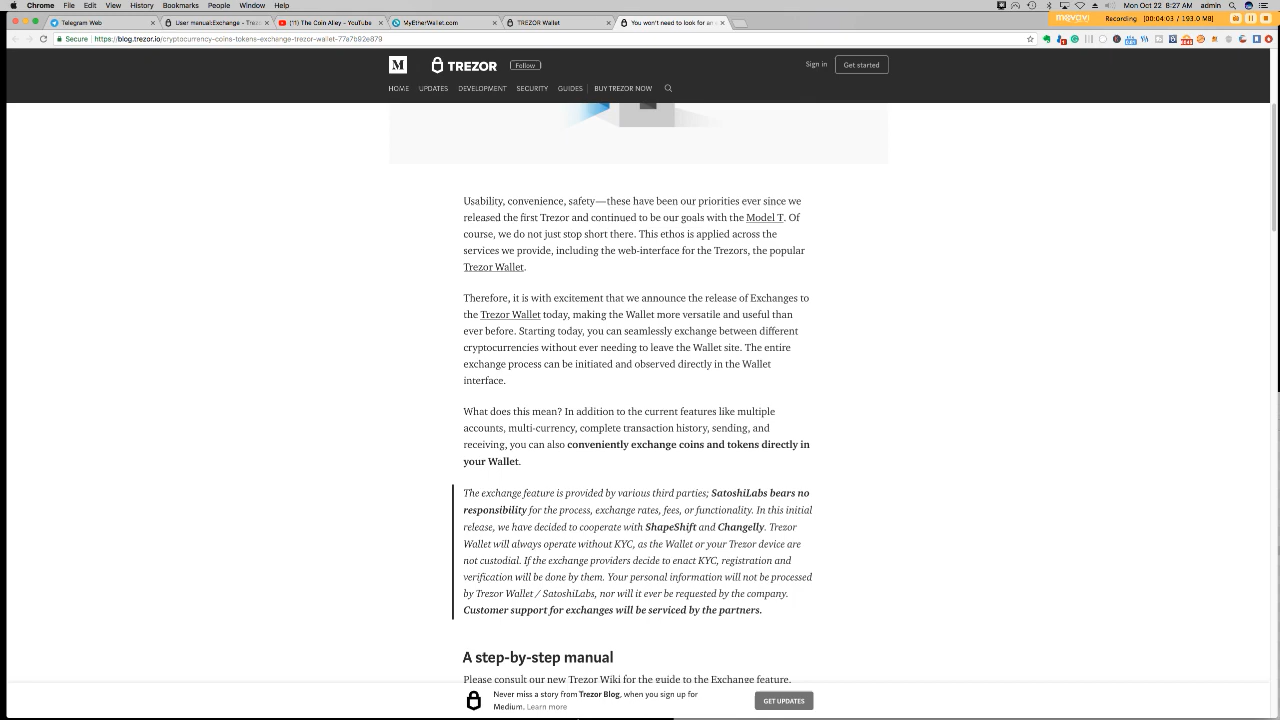 Chrome File Edit View History Bookmarks People Window Help
Mon Oct 22 8:27 AM admin
Telegram Web
User manual:Exchange - Trez
(11) The Coin Alley - YouTube
MyEtherWallet.com
TREZOR Wallet
You won't need to look for an
movavi Recording (00:04:03 / 193.0 MB)
Secure https://blog.trezor.io/cryptocurrency-coins-tokens-exchange-trezor-wallet-77a7b92e879
M TREZOR Follow
Sign in Get started
HOME UPDATES DEVELOPMENT SECURITY GUIDES BUY TREZOR NOW
Usability, convenience, safety—these have been our priorities ever since we
released the first Trezor and continued to be our goals with the Model T. Of
course, we do not just stop short there. This ethos is applied across the
services we provide, including the web-interface for the Trezors, the popular
Trezor Wallet.
Therefore, it is with excitement that we announce the release of Exchanges to
the Trezor Wallet today, making the Wallet more versatile and useful than
ever before. Starting today, you can seamlessly exchange between different
cryptocurrencies without ever needing to leave the Wallet site. The entire
exchange process can be initiated and observed directly in the Wallet
interface.
What does this mean? In addition to the current features like multiple
accounts, multi-currency, complete transaction history, sending, and
receiving, you can also conveniently exchange coins and tokens directly in
your Wallet.
The exchange feature is provided by various third parties; SatoshiLabs bears no
responsibility for the process, exchange rates, fees, or functionality. In this initial
release, we have decided to cooperate with ShapeShift and Changelly. Trezor
Wallet will always operate without KYC, as the Wallet or your Trezor device are
not custodial. If the exchange providers decide to enact KYC, registration and
verification will be done by them. Your personal information will not be processed
by Trezor Wallet / SatoshiLabs, nor will it ever be requested by the company.
Customer support for exchanges will be serviced by the partners.
A step-by-step manual
Please consult our new Trezor Wiki for the guide to the Exchange feature.
Never miss a story from Trezor Blog, when you sign up for
Medium. Learn more
GET UPDATES